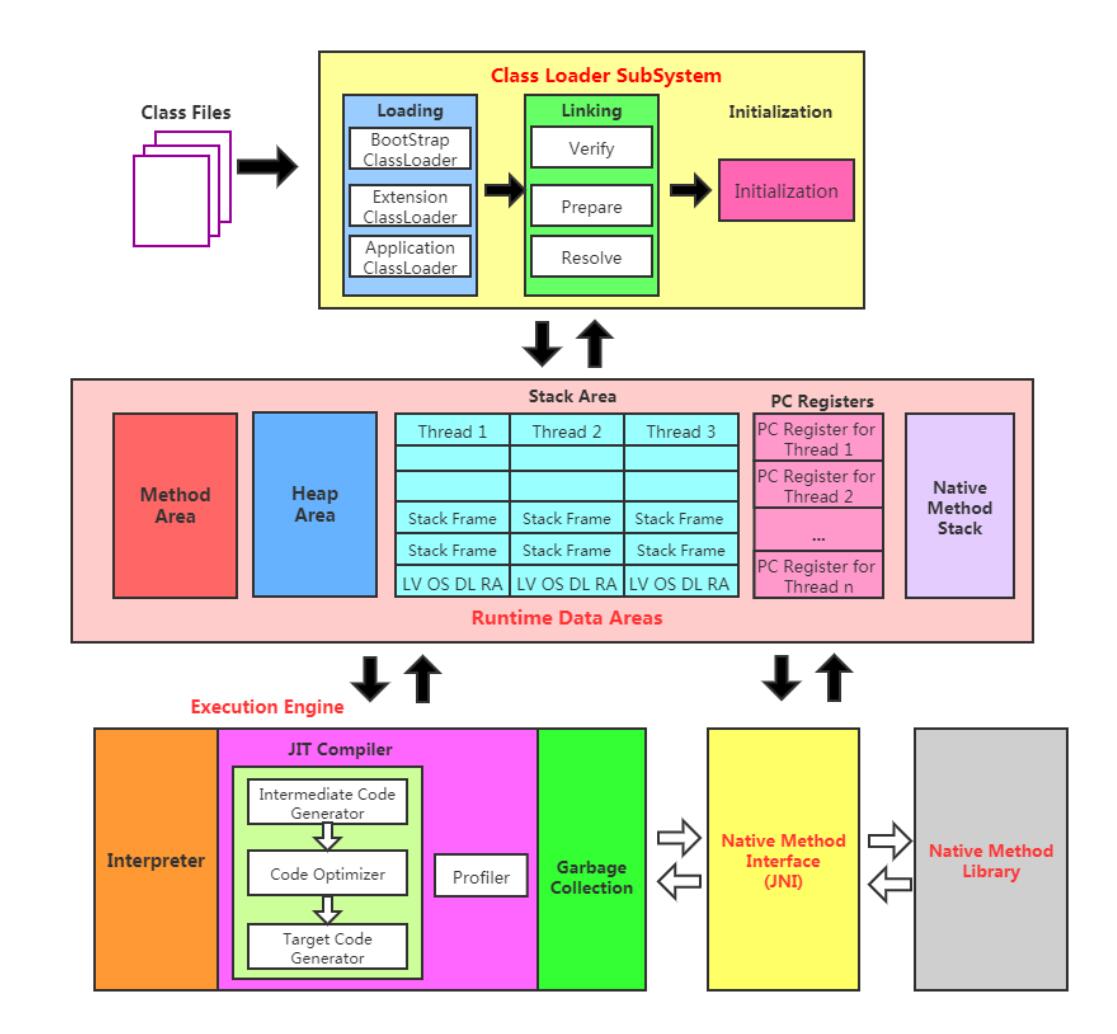 Class Loader SubSystem
Class Files
Loading
BootStrap
ClassLoader
Extension
ClassLoader
Application
ClassLoader
Linking
Verify
Prepare
Resolve
Initialization
Initialization
Stack Area
PC Registers
Method
Area
Heap
Area
Thread 1
Thread 2
Thread 3
Stack Frame
Stack Frame
Stack Frame
Stack Frame
Stack Frame
Stack Frame
LV OS DL RA
LV OS DL RA
LV OS DL RA
PC Register for
Thread 1
PC Register for
Thread 2
...
PC Register for
Thread n
Native
Method
Stack
Runtime Data Areas
Execution Engine
Interpreter
JIT Compiler
Intermediate Code
Generator
Code Optimizer
Target Code
Generator
Profiler
Garbage
Collection
Native Method
Interface
(JNI)
Native Method
Library